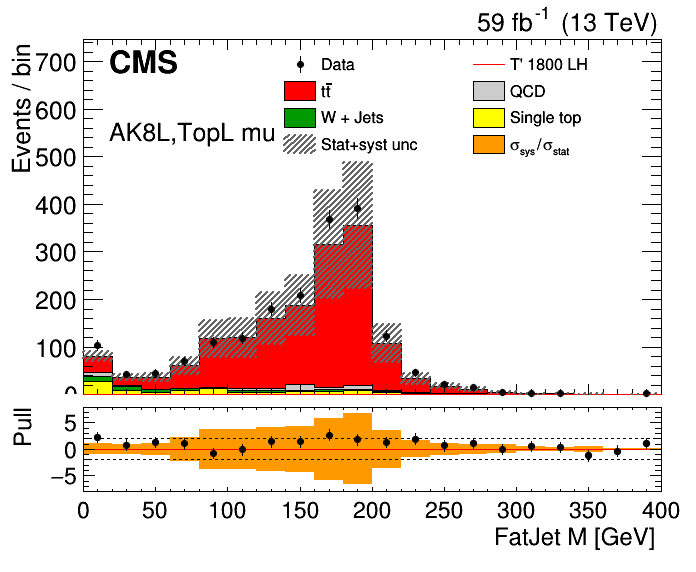 59 fb⁻¹ (13 TeV)
CMS
Data
T' 1800 LH
tt̄
QCD
W + Jets
Single top
AK8L,TopL mu
Stat+syst unc
σsys/σstat
Events / bin
700
600
500
400
300
200
100
0
Pull
5
0
−5
0 50 100 150 200 250 300 350 400
FatJet M [GeV]